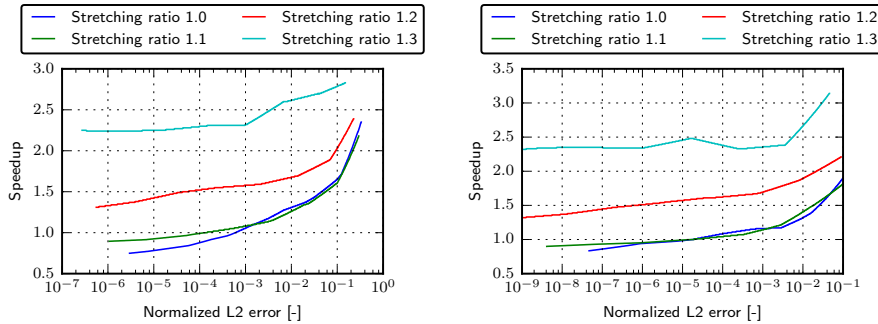 Stretching ratio 1.0
Stretching ratio 1.1
Stretching ratio 1.2
Stretching ratio 1.3
3.0
2.5
2.0
1.5
1.0
0.5
Speedup
10^-7 10^-6 10^-5 10^-4 10^-3 10^-2 10^-1 10^0
Normalized L2 error [-]
Stretching ratio 1.0
Stretching ratio 1.1
Stretching ratio 1.2
Stretching ratio 1.3
3.5
3.0
2.5
2.0
1.5
1.0
0.5
Speedup
10^-9 10^-8 10^-7 10^-6 10^-5 10^-4 10^-3 10^-2 10^-1
Normalized L2 error [-]